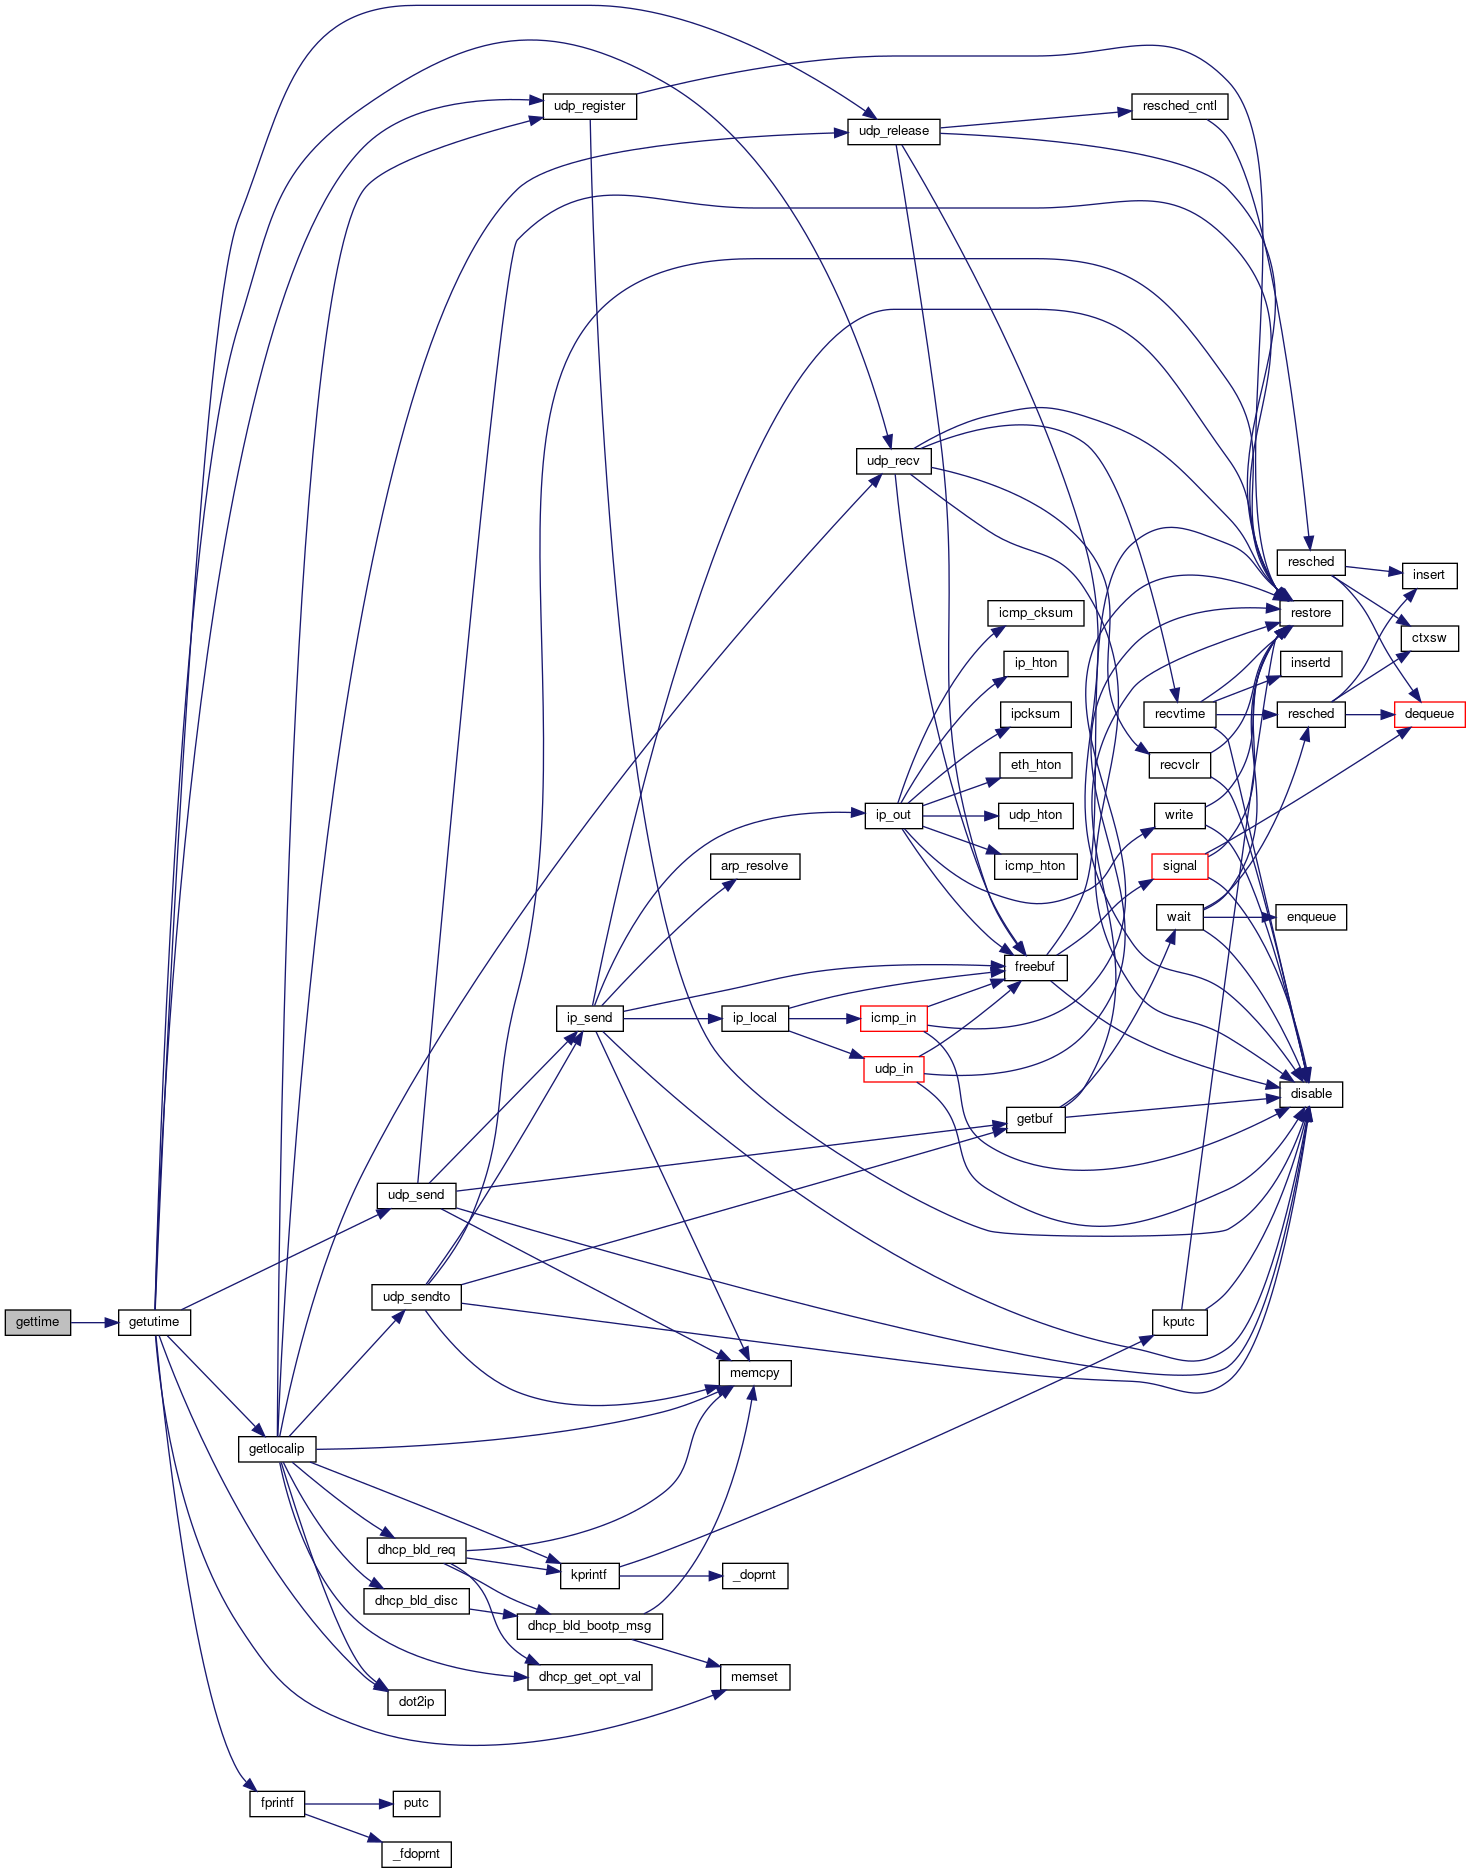 udp_register
resched_cntl
udp_release
udp_recv
resched
insert
icmp_cksum
restore
ctxsw
ip_hton
insertd
ipcksum
recvtime
resched
dequeue
eth_hton
recvclr
ip_out
udp_hton
write
arp_resolve
icmp_hton
signal
wait
enqueue
freebuf
ip_send
ip_local
icmp_in
udp_in
disable
getbuf
udp_send
udp_sendto
gettime
getutime
kputc
memcpy
getlocalip
dhcp_bld_req
kprintf
_doprnt
dhcp_bld_disc
dhcp_bld_bootp_msg
dhcp_get_opt_val
memset
dot2ip
fprintf
putc
_fdoprnt